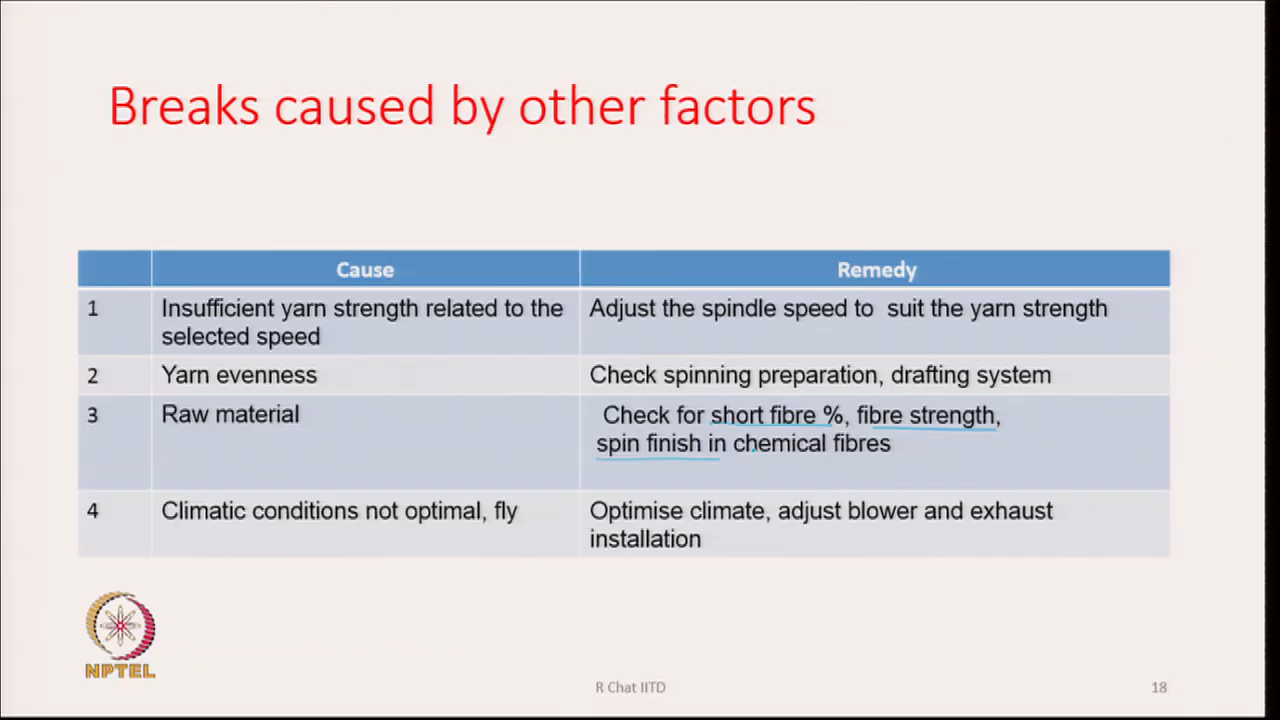 Breaks caused by other factors
Cause Remedy
1 Insufficient yarn strength related to the selected speed Adjust the spindle speed to suit the yarn strength
2 Yarn evenness Check spinning preparation, drafting system
3 Raw material Check for short fibre %, fibre strength,
spin finish in chemical fibres
4 Climatic conditions not optimal, fly Optimise climate, adjust blower and exhaust installation
NPTEL
R Chat IITD 18